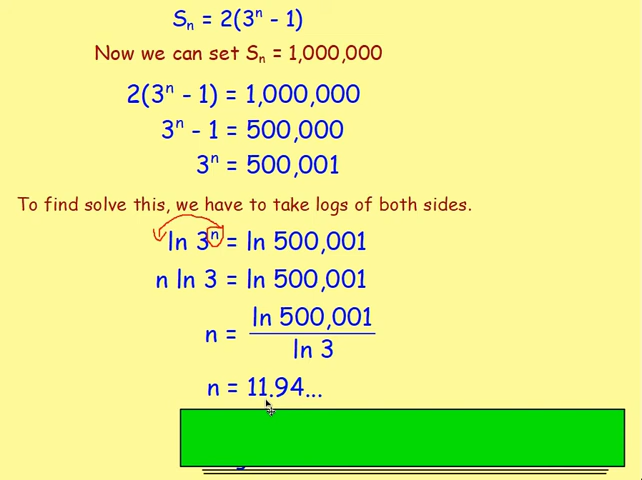 Sₙ = 2(3ⁿ - 1)
Now we can set Sₙ = 1,000,000
2(3ⁿ - 1) = 1,000,000
3ⁿ - 1 = 500,000
3ⁿ = 500,001
To find solve this, we have to take logs of both sides.
ln 3ⁿ = ln 500,001
n ln 3 = ln 500,001
n = ln 500,001 / ln 3
n = 11.94...